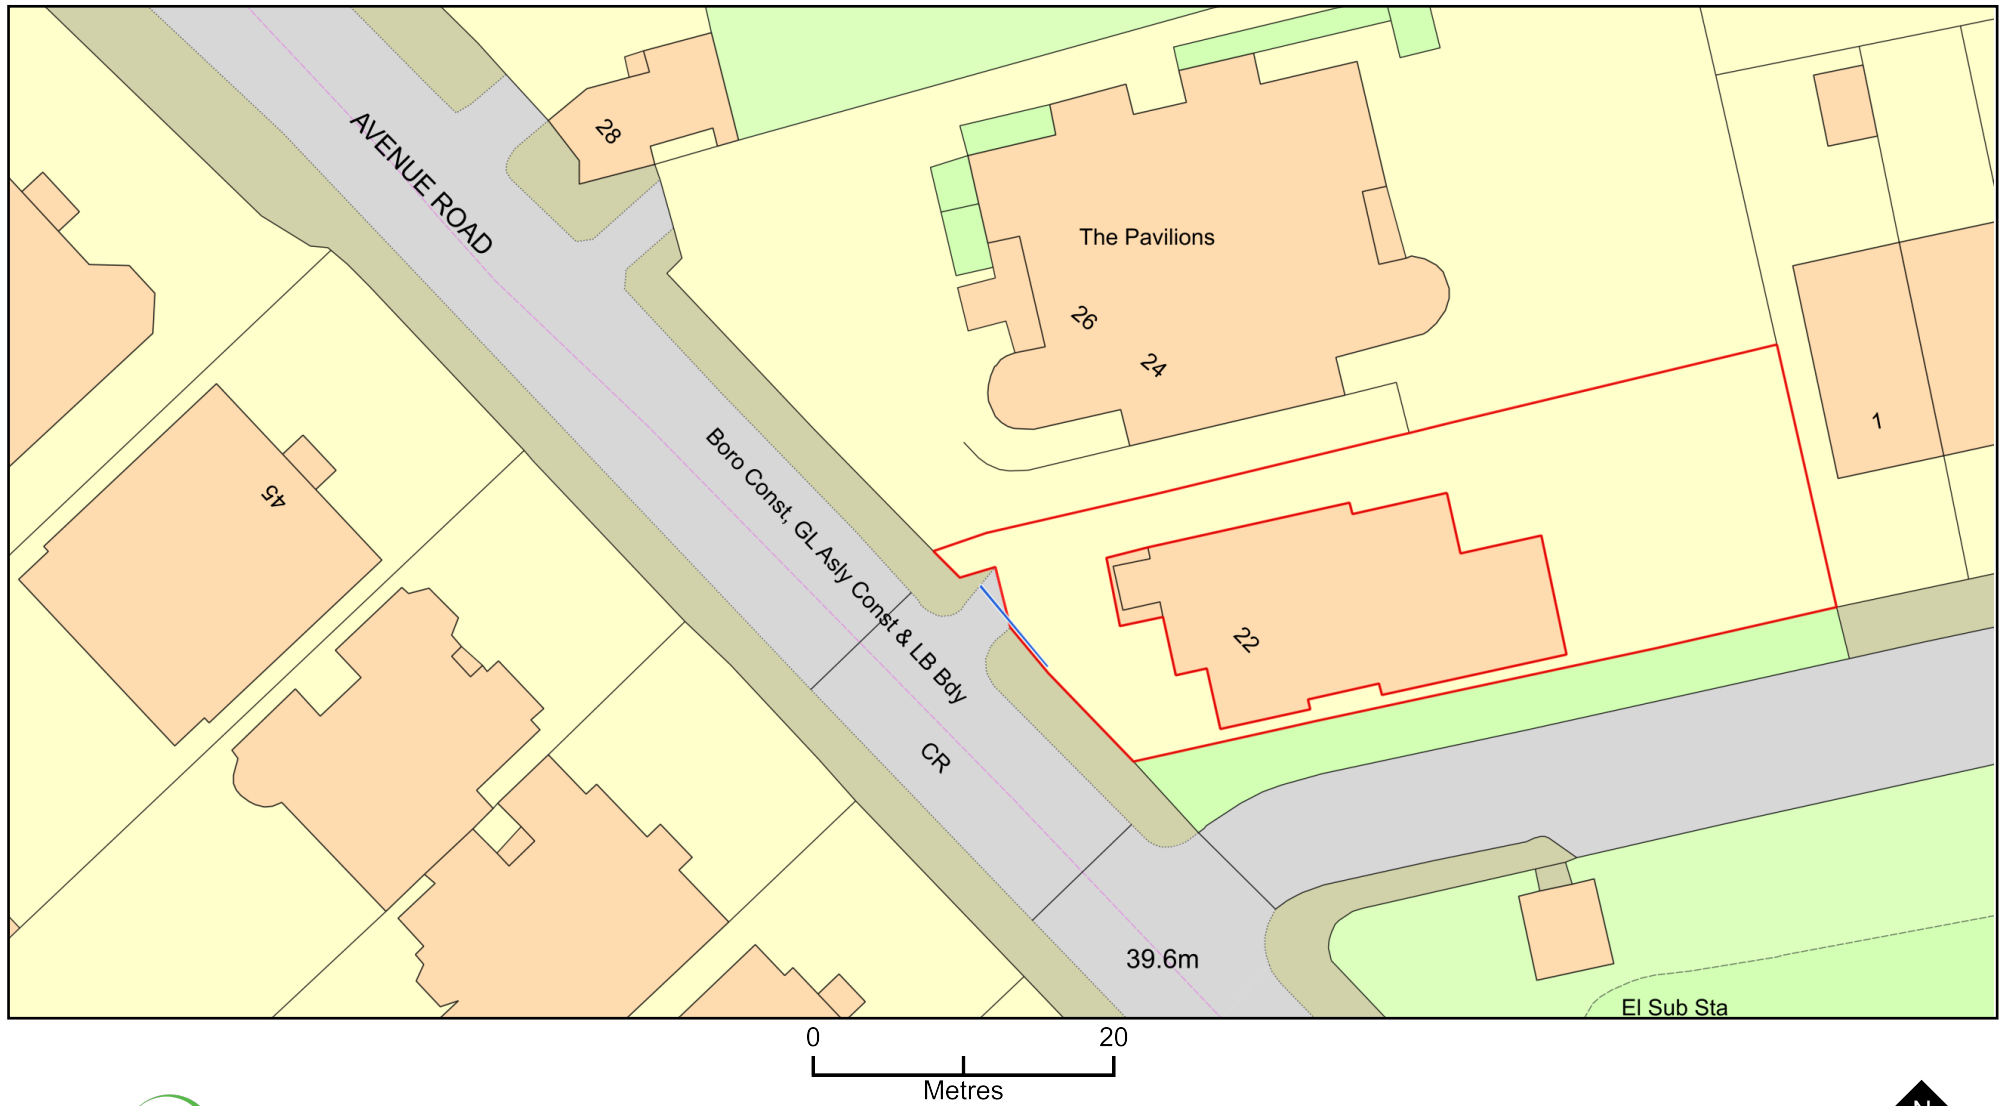 28
AVENUE ROAD
The Pavilions
26
24
1
45
Boro Const, GL Asly Const & LB Bdy
22
CR
39.6m
El Sub Sta
0 20
Metres
N